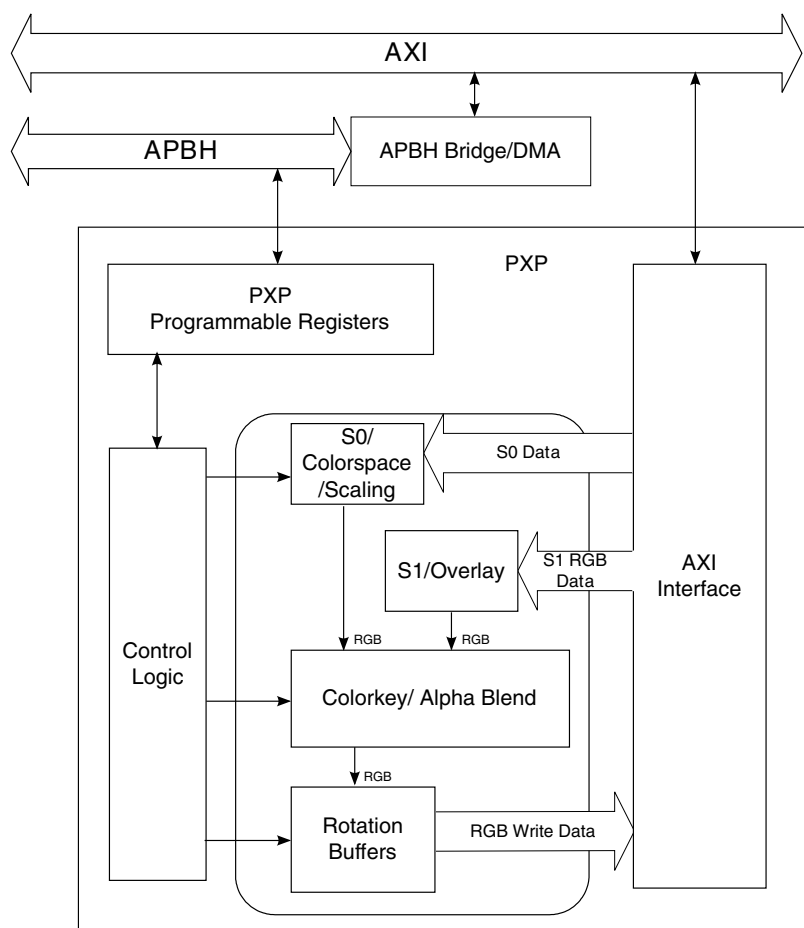 AXI
APBH
APBH Bridge/DMA
PXP
PXP
Programmable Registers
S0/
Colorspace
/Scaling
S0 Data
S1/Overlay
S1 RGB
Data
AXI
Interface
Control
Logic
RGB
RGB
Colorkey/ Alpha Blend
RGB
Rotation
Buffers
RGB Write Data